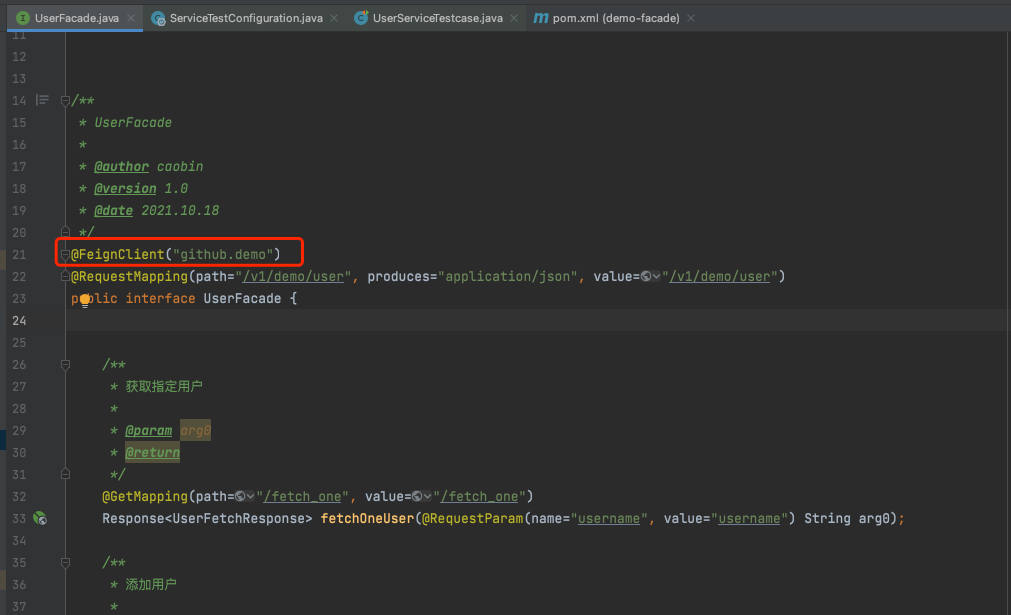 UserFacade.java ServiceTestConfiguration.java UserServiceTestcase.java pom.xml (demo-facade)
11
12
13
14 /**
15 * UserFacade
16 *
17 * @author caobin
18 * @version 1.0
19 * @date 2021.10.18
20 */
21 @FeignClient("github.demo")
22 @RequestMapping(path="/v1/demo/user", produces="application/json", value="/v1/demo/user")
23 public interface UserFacade {
24
25
26 /**
27 * 获取指定用户
28 *
29 * @param arg0
30 * @return
31 */
32 @GetMapping(path="/fetch_one", value="/fetch_one")
33 Response<UserFetchResponse> fetchOneUser(@RequestParam(name="username", value="username") String arg0);
34
35 /**
36 * 添加用户
37 *